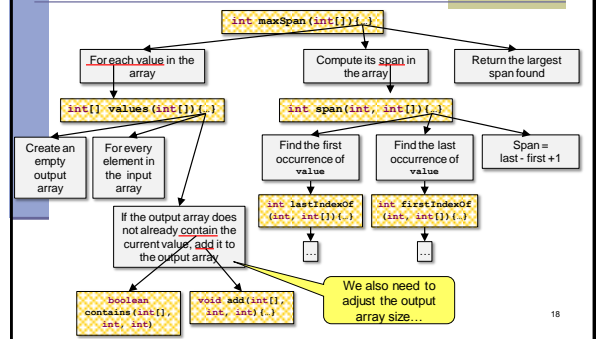 int maxSpan(int[]){…}
For each value in the
array
Compute its span in
the array
Return the largest
span found
int[] values(int[]){…}
int span(int, int[]){…}
Create an
empty
output
array
For every
element in
the input
array
Find the first
occurrence of
value
Find the last
occurrence of
value
Span =
last - first +1
If the output array does
not already contain the
current value, add it to
the output array
int lastIndexOf
(int, int[]){…}
int firstIndexOf
(int, int[]){…}
…
…
boolean
contains(int[],
int, int)
void add(int[],
int, int){…}
We also need to
adjust the output
array size…
18